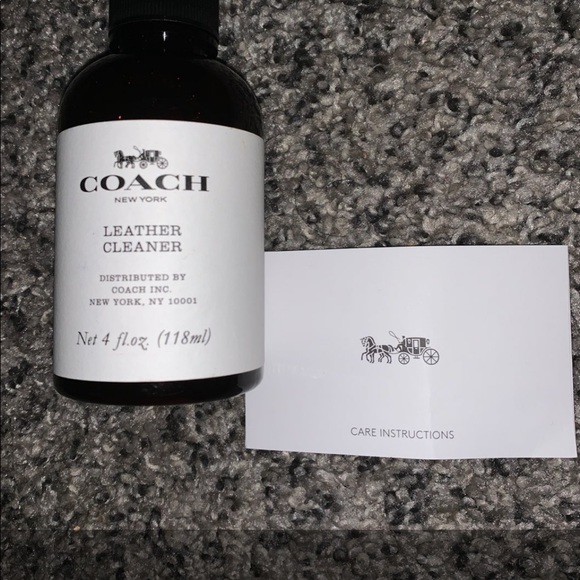 COACH
NEW YORK
LEATHER
CLEANER
DISTRIBUTED BY
COACH INC.
NEW YORK, NY 10001
Net 4 fl.oz. (118ml)
CARE INSTRUCTIONS